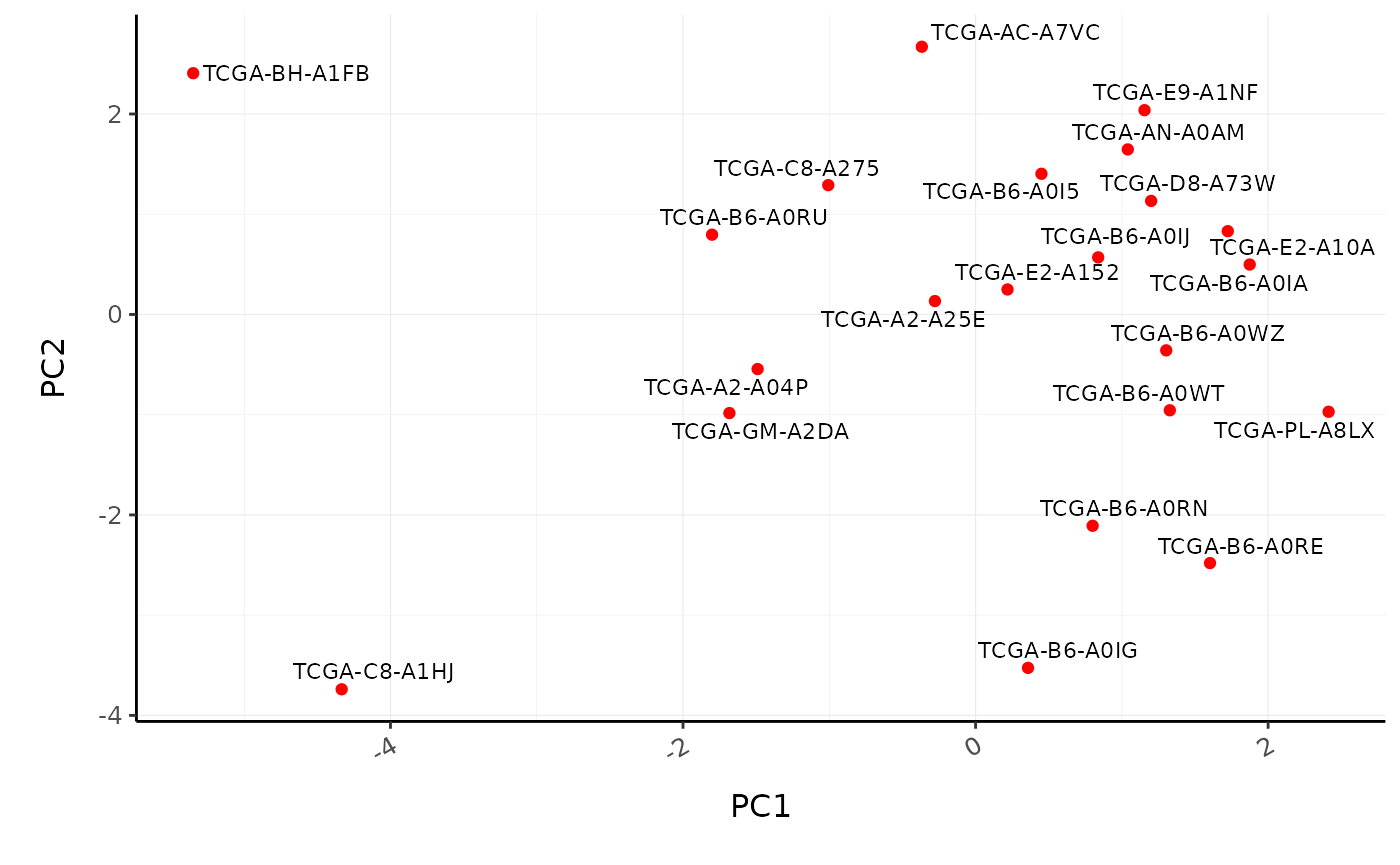 TCGA-AC-A7VC
TCGA-BH-A1FB
TCGA-E9-A1NF
2
TCGA-AN-A0AM
TCGA-C8-A275
TCGA-B6-A0I5
TCGA-D8-A73W
TCGA-B6-A0RU
TCGA-B6-A0IJ
TCGA-E2-A10A
TCGA-E2-A152
TCGA-B6-A0IA
0
TCGA-A2-A25E
TCGA-B6-A0WZ
PC2
TCGA-A2-A04P
TCGA-B6-A0WT
TCGA-GM-A2DA
TCGA-PL-A8LX
-2
TCGA-B6-A0RN
TCGA-B6-A0RE
TCGA-B6-A0IG
TCGA-C8-A1HJ
-4
-4 -2 0 2
PC1